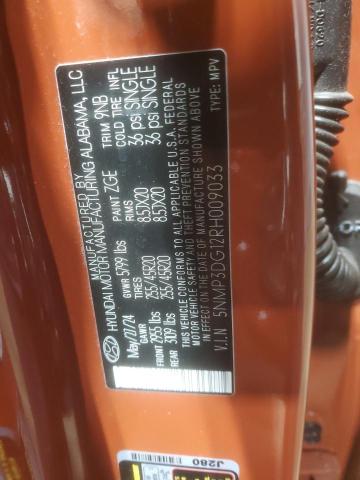 MANUFACTURED BY
HYUNDAI MOTOR MANUFACTURING ALABAMA, LLC
May/27/24 PAINT ZGE TRIM 9NB
GVWR 5799 lbs
GAWR TIRES RIMS COLD TIRE INFL
FRONT 2955 lbs 255/45R20 8.5JX20 36 psi SINGLE
REAR 3109 lbs 255/45R20 8.5JX20 36 psi SINGLE
THIS VEHICLE CONFORMS TO ALL APPLICABLE U.S.A. FEDERAL
MOTOR VEHICLE SAFETY AND THEFT PREVENTION STANDARDS
IN EFFECT ON THE DATE OF MANUFACTURE SHOWN ABOVE.
V.I.N 5NMP3DG12RH009033 TYPE: MPV
J280